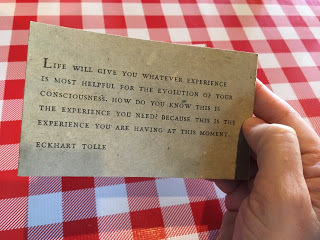 LIFE WILL GIVE YOU WHATEVER EXPERIENCE
IS MOST HELPFUL FOR THE EVOLUTION OF YOUR
CONSCIOUSNESS. HOW DO YOU KNOW THIS IS
THE EXPERIENCE YOU NEED? BECAUSE THIS IS THE
EXPERIENCE YOU ARE HAVING AT THIS MOMENT.
ECKHART TOLLE